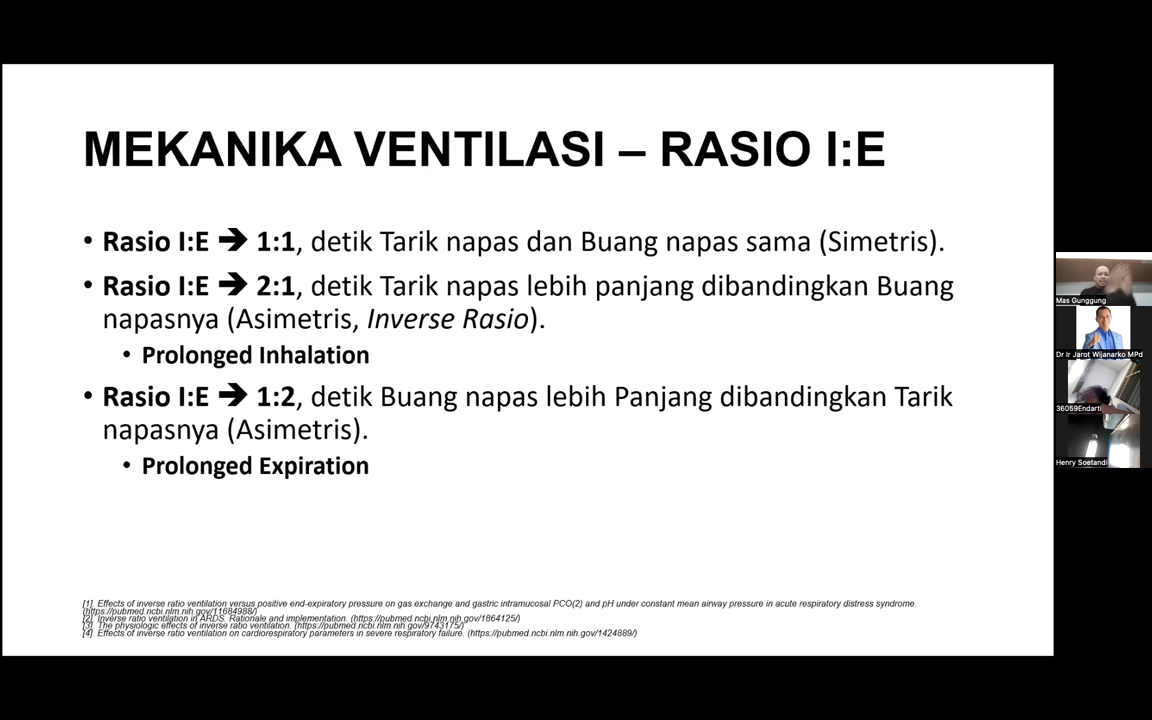 MEKANIKA VENTILASI – RASIO I:E
• Rasio I:E ➔ 1:1, detik Tarik napas dan Buang napas sama (Simetris).
• Rasio I:E ➔ 2:1, detik Tarik napas lebih panjang dibandingkan Buang
napasnya (Asimetris, Inverse Rasio).
• Prolonged Inhalation
• Rasio I:E ➔ 1:2, detik Buang napas lebih Panjang dibandingkan Tarik
napasnya (Asimetris).
• Prolonged Expiration
[1]. Effects of inverse ratio ventilation versus positive end-expiratory pressure on gas exchange and gastric intramucosal PCO(2) and pH under constant mean airway pressure in acute respiratory distress syndrome.
(https://pubmed.ncbi.nlm.nih.gov/11684988/)
[2]. Inverse ratio ventilation in ARDS. Rationale and implementation. (https://pubmed.ncbi.nlm.nih.gov/1864125/)
[3]. The physiologic effects of inverse ratio ventilation. (https://pubmed.ncbi.nlm.nih.gov/9743175/)
[4]. Effects of inverse ratio ventilation on cardiorespiratory parameters in severe respiratory failure. (https://pubmed.ncbi.nlm.nih.gov/1424889/)
Mas Gunggung
Dr Ir Jarot Wijanarko MPd
36059Endarti
Henry Soetandi